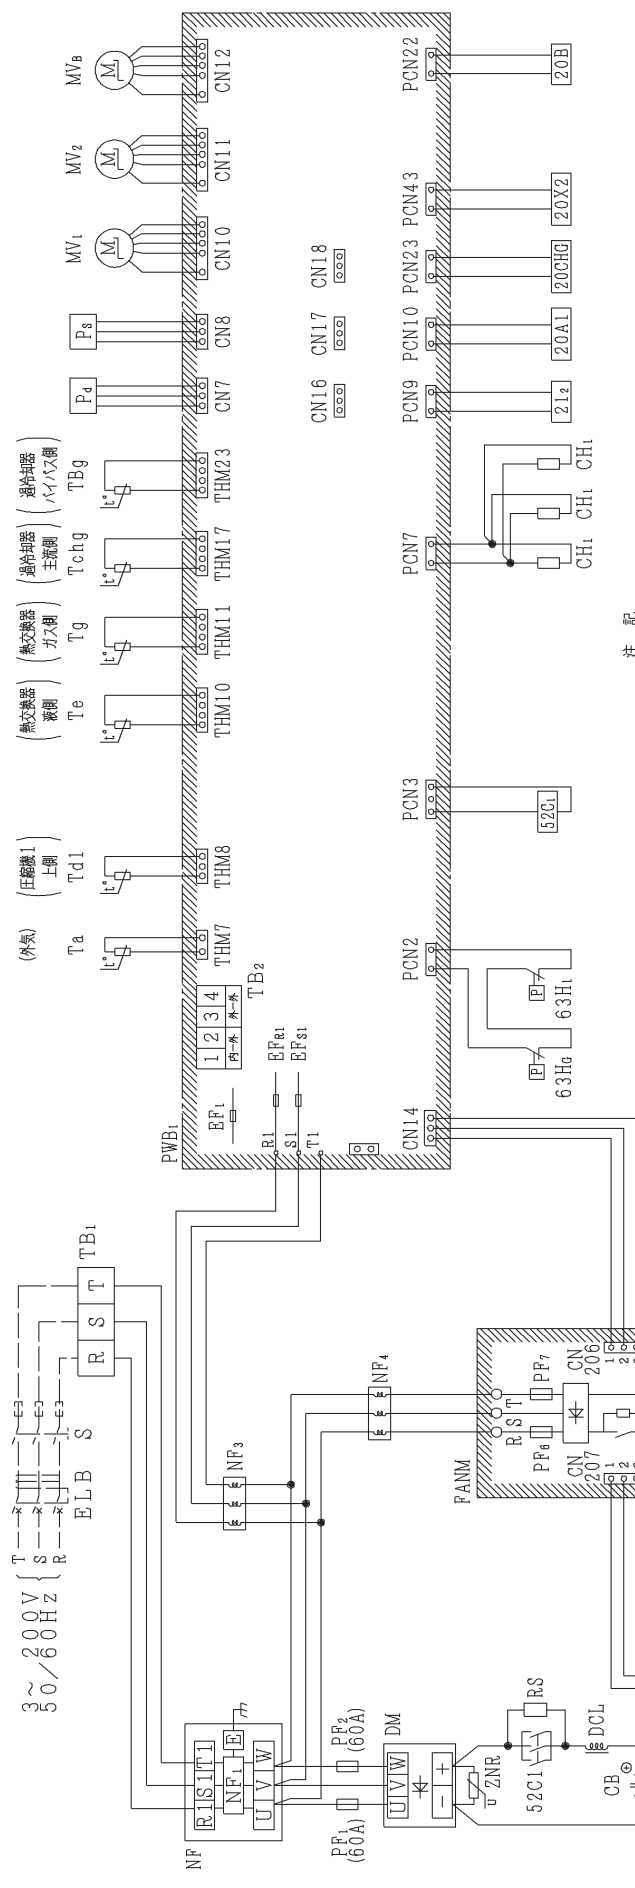 3～ 200V
50/60Hz
T
S
R
ELB
S
TB1
R
S
T
NF
R1
S1
T1
NF1
E
U
V
W
NF3
NF4
PF1
(60A)
PF2
(60A)
DM
U
V
W
－
＋
ZNR
u
52C1
RS
DCL
CB
FANM
R
S
T
PF6
PF7
CN
207
1
2
CN
206
1
2
PWB1
R1
S1
T1
EF1
EFR1
EFS1
TB2
1
2
3
4
内－外
外－外
(外気)
Ta
t°
THM7
(圧縮機1
上側)
Td1
t°
THM8
(熱交換器
液側)
Te
t°
THM10
(熱交換器
ガス側)
Tg
t°
THM11
(過冷却器
主流側)
Tchg
t°
THM17
(過冷却器
バイパス側)
TBg
t°
THM23
Pd
CN7
Ps
CN8
MV1
M
CN10
MV2
M
CN11
MVB
M
CN12
CN16
CN17
CN18
CN14
PCN2
P
63HG
P
63H1
PCN3
52C1
PCN7
CH1
CH1
CH1
PCN9
212
PCN10
20A1
PCN23
20CHG
PCN43
20X2
PCN22
20B
注 記